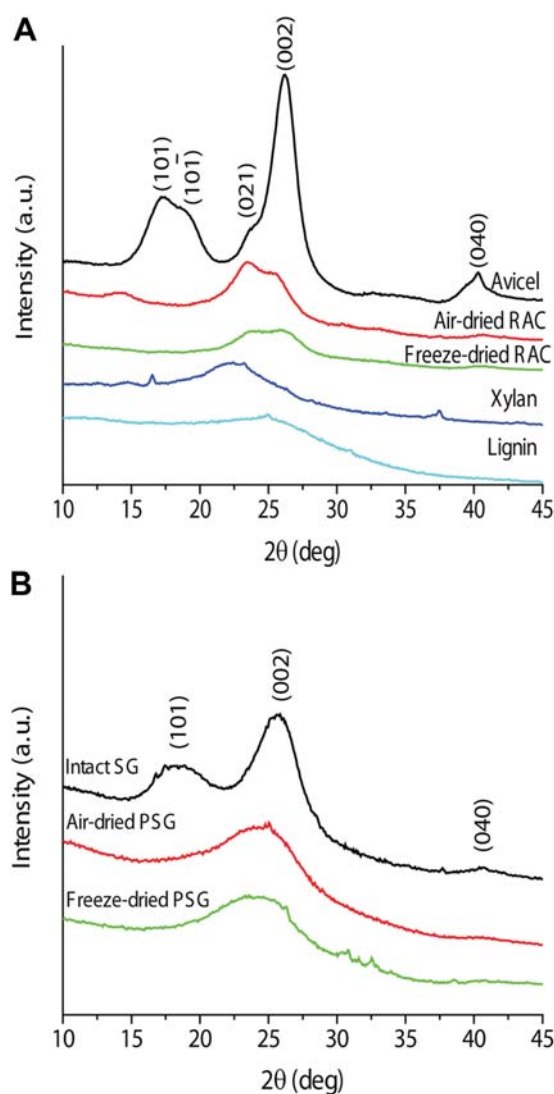 A
(002)
(101)
(10̄1)
(021)
(040)
Avicel
Air-dried RAC
Freeze-dried RAC
Xylan
Lignin
Intensity (a.u.)
10 15 20 25 30 35 40 45
2θ (deg)
B
(002)
(101)
(040)
Intact SG
Air-dried PSG
Freeze-dried PSG
Intensity (a.u.)
10 15 20 25 30 35 40 45
2θ (deg)